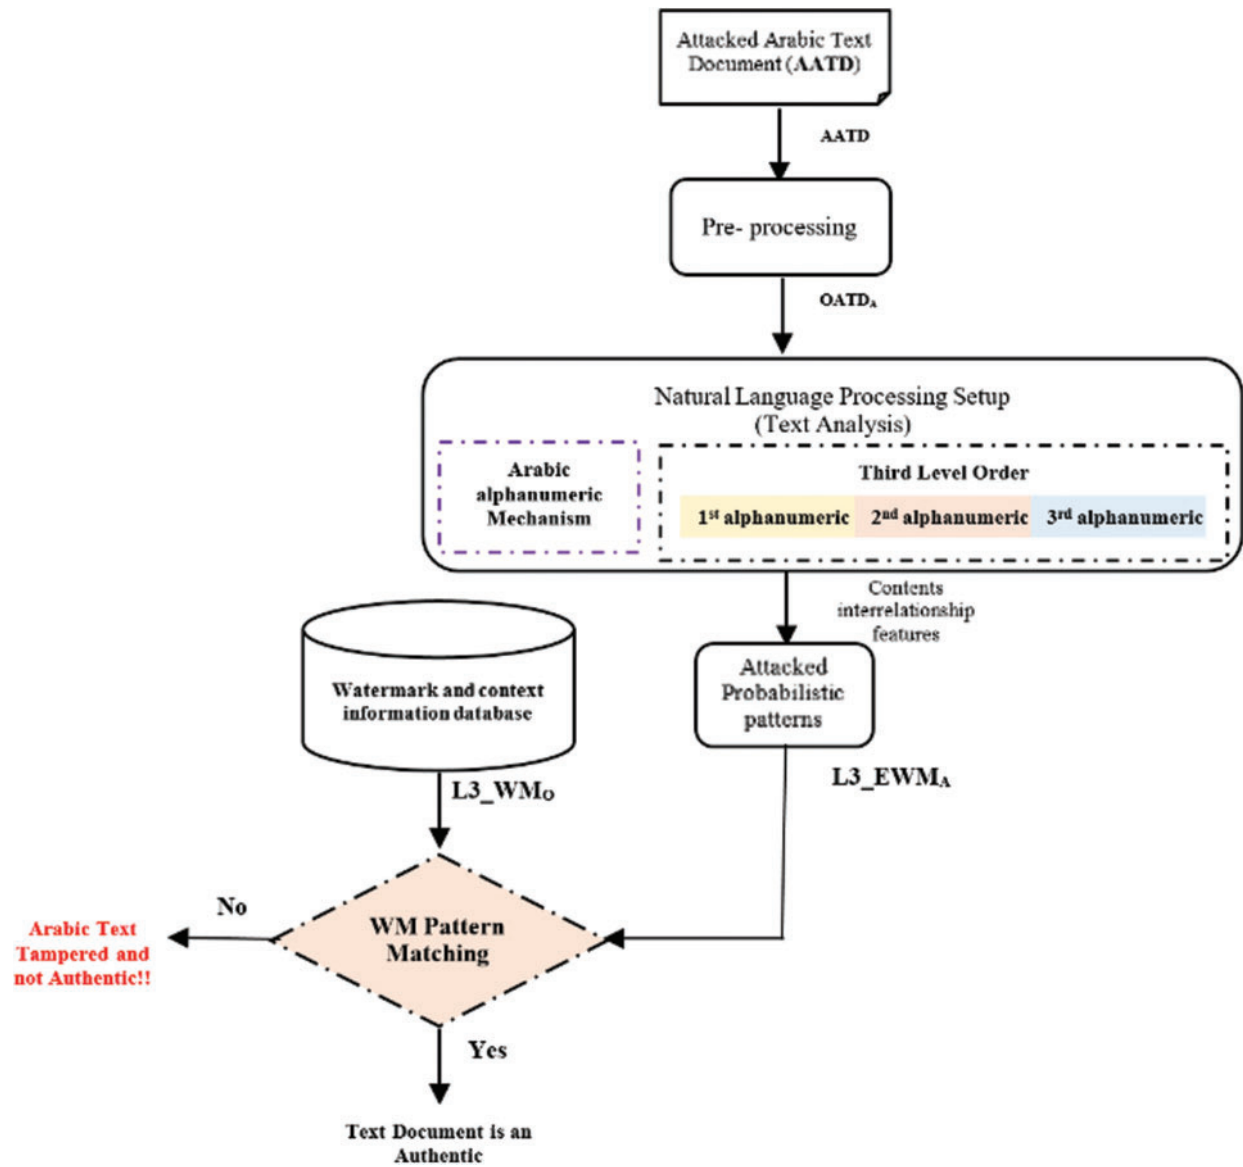 Attacked Arabic Text
Document (AATD)
AATD
Pre- processing
OATDA
Natural Language Processing Setup
(Text Analysis)
Arabic
alphanumeric
Mechanism
Third Level Order
1st alphanumeric
2nd alphanumeric
3rd alphanumeric
Contents
interrelationship
features
Watermark and context
information database
Attacked
Probabilistic
patterns
L3_WMO
L3_EWMA
WM Pattern
Matching
No
Arabic Text
Tampered and
not Authentic!!
Yes
Text Document is an
Authentic